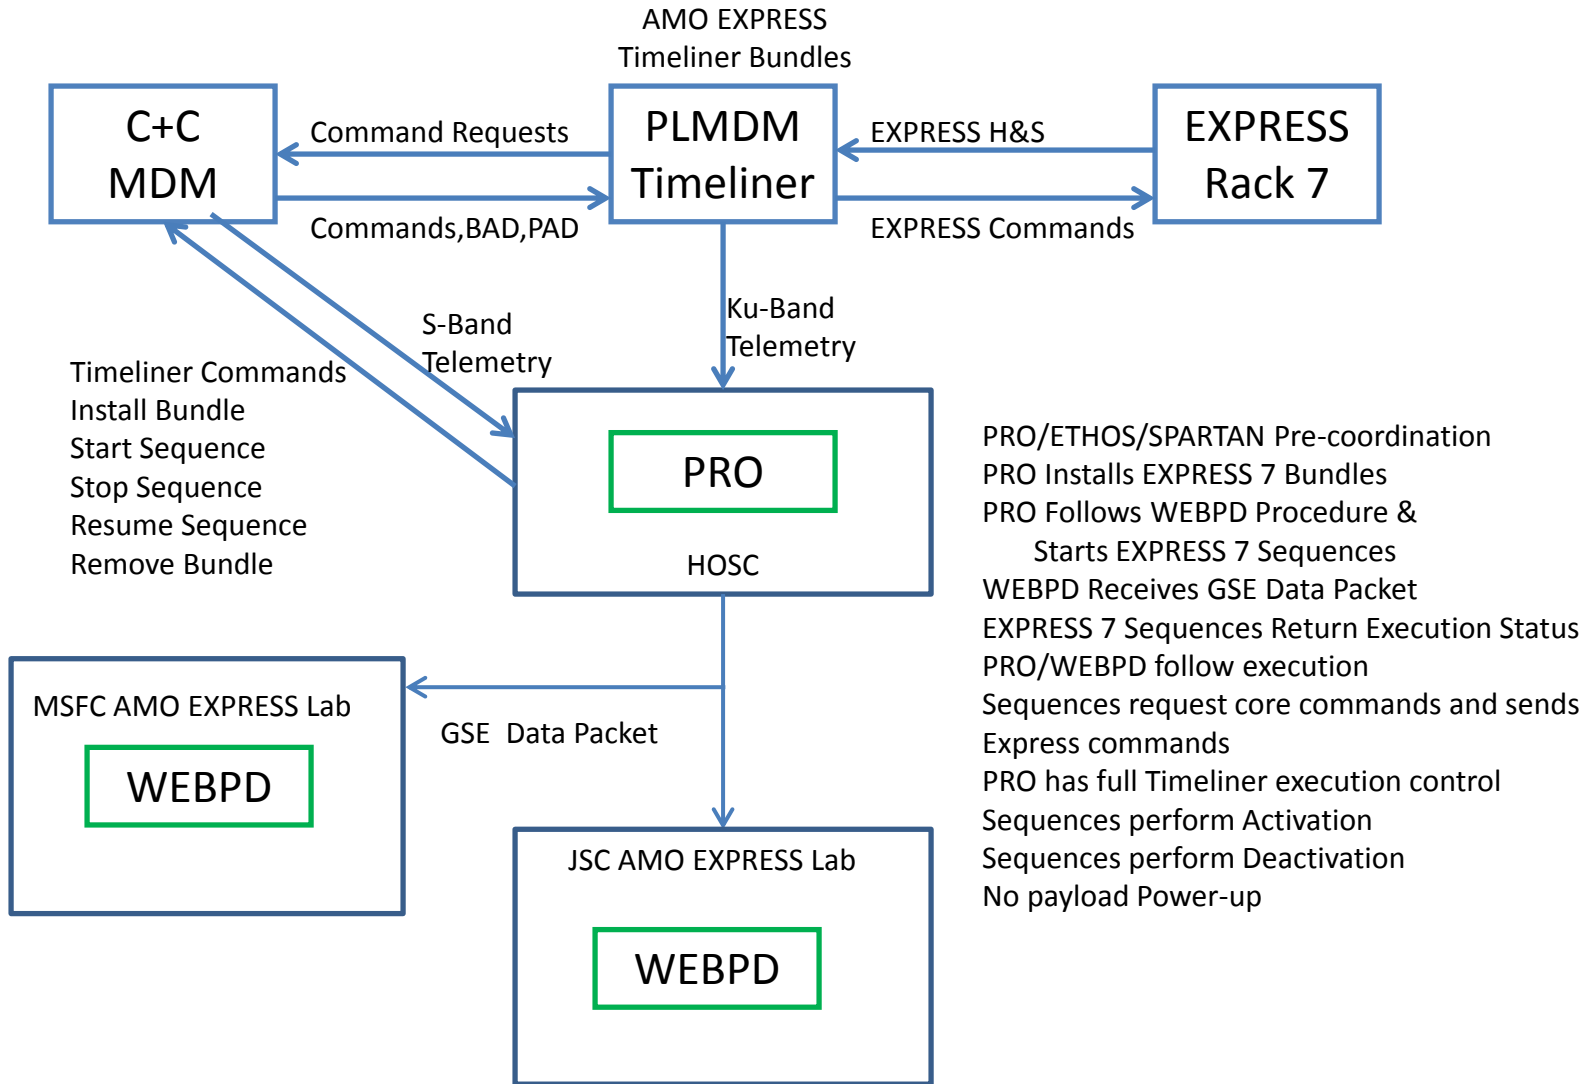 AMO EXPRESS
Timeliner Bundles
C+C
MDM
Command Requests
Commands,BAD,PAD
PLMDM
Timeliner
EXPRESS H&S
EXPRESS Commands
EXPRESS
Rack 7
S-Band
Telemetry
Ku-Band
Telemetry
Timeliner Commands
Install Bundle
Start Sequence
Stop Sequence
Resume Sequence
Remove Bundle
PRO
HOSC
PRO/ETHOS/SPARTAN Pre-coordination
PRO Installs EXPRESS 7 Bundles
PRO Follows WEBPD Procedure &
Starts EXPRESS 7 Sequences
WEBPD Receives GSE Data Packet
EXPRESS 7 Sequences Return Execution Status
PRO/WEBPD follow execution
Sequences request core commands and sends
Express commands
PRO has full Timeliner execution control
Sequences perform Activation
Sequences perform Deactivation
No payload Power-up
MSFC AMO EXPRESS Lab
WEBPD
GSE  Data Packet
JSC AMO EXPRESS Lab
WEBPD